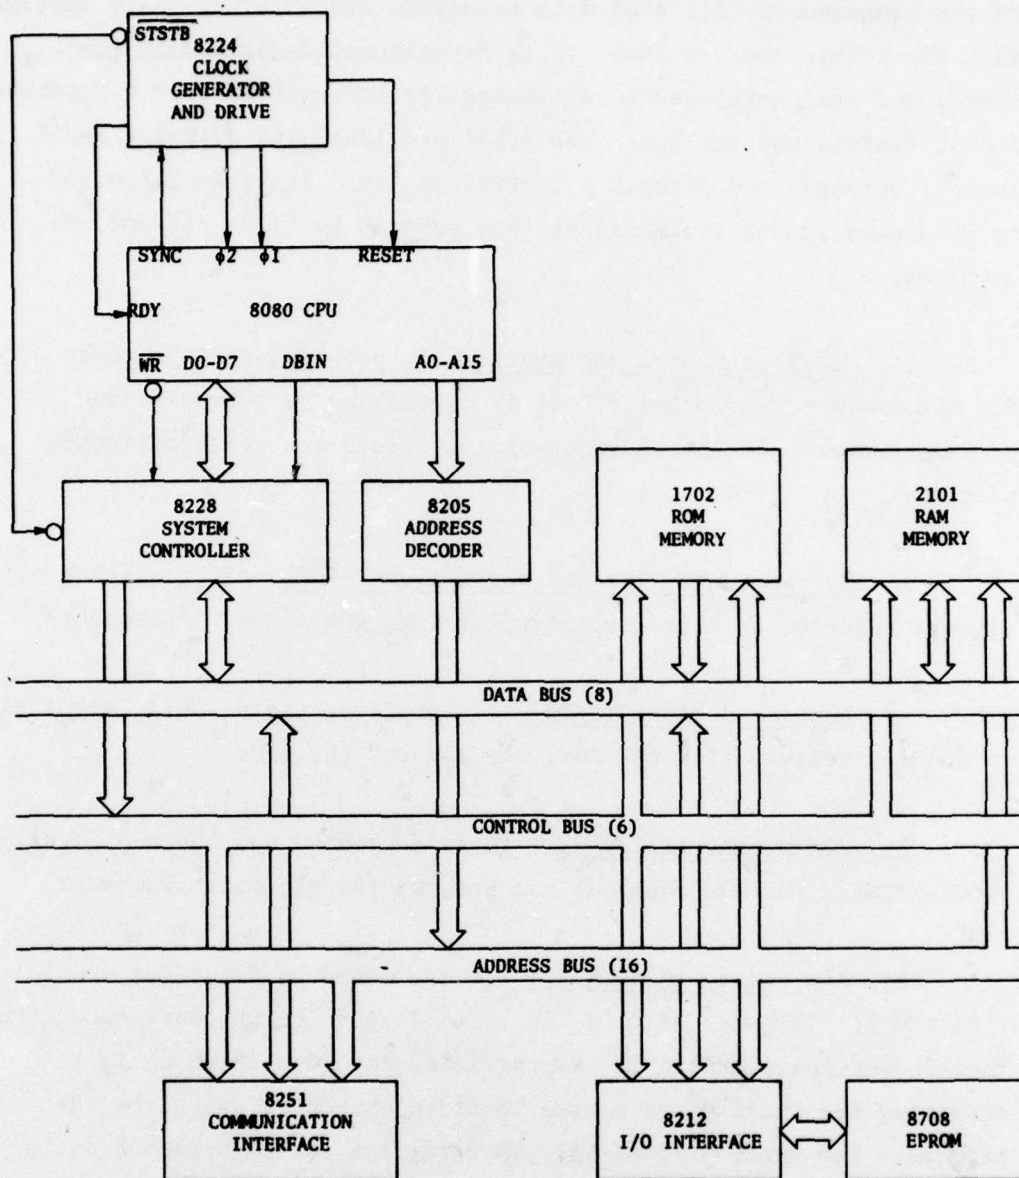 STSTB
8224
CLOCK
GENERATOR
AND DRIVE
SYNC ϕ2 ϕ1 RESET
RDY 8080 CPU
WR D0-D7 DBIN A0-A15
8228
SYSTEM
CONTROLLER
8205
ADDRESS
DECODER
1702
ROM
MEMORY
2101
RAM
MEMORY
DATA BUS (8)
CONTROL BUS (6)
ADDRESS BUS (16)
8251
COMMUNICATION
INTERFACE
8212
I/O INTERFACE
8708
EPROM